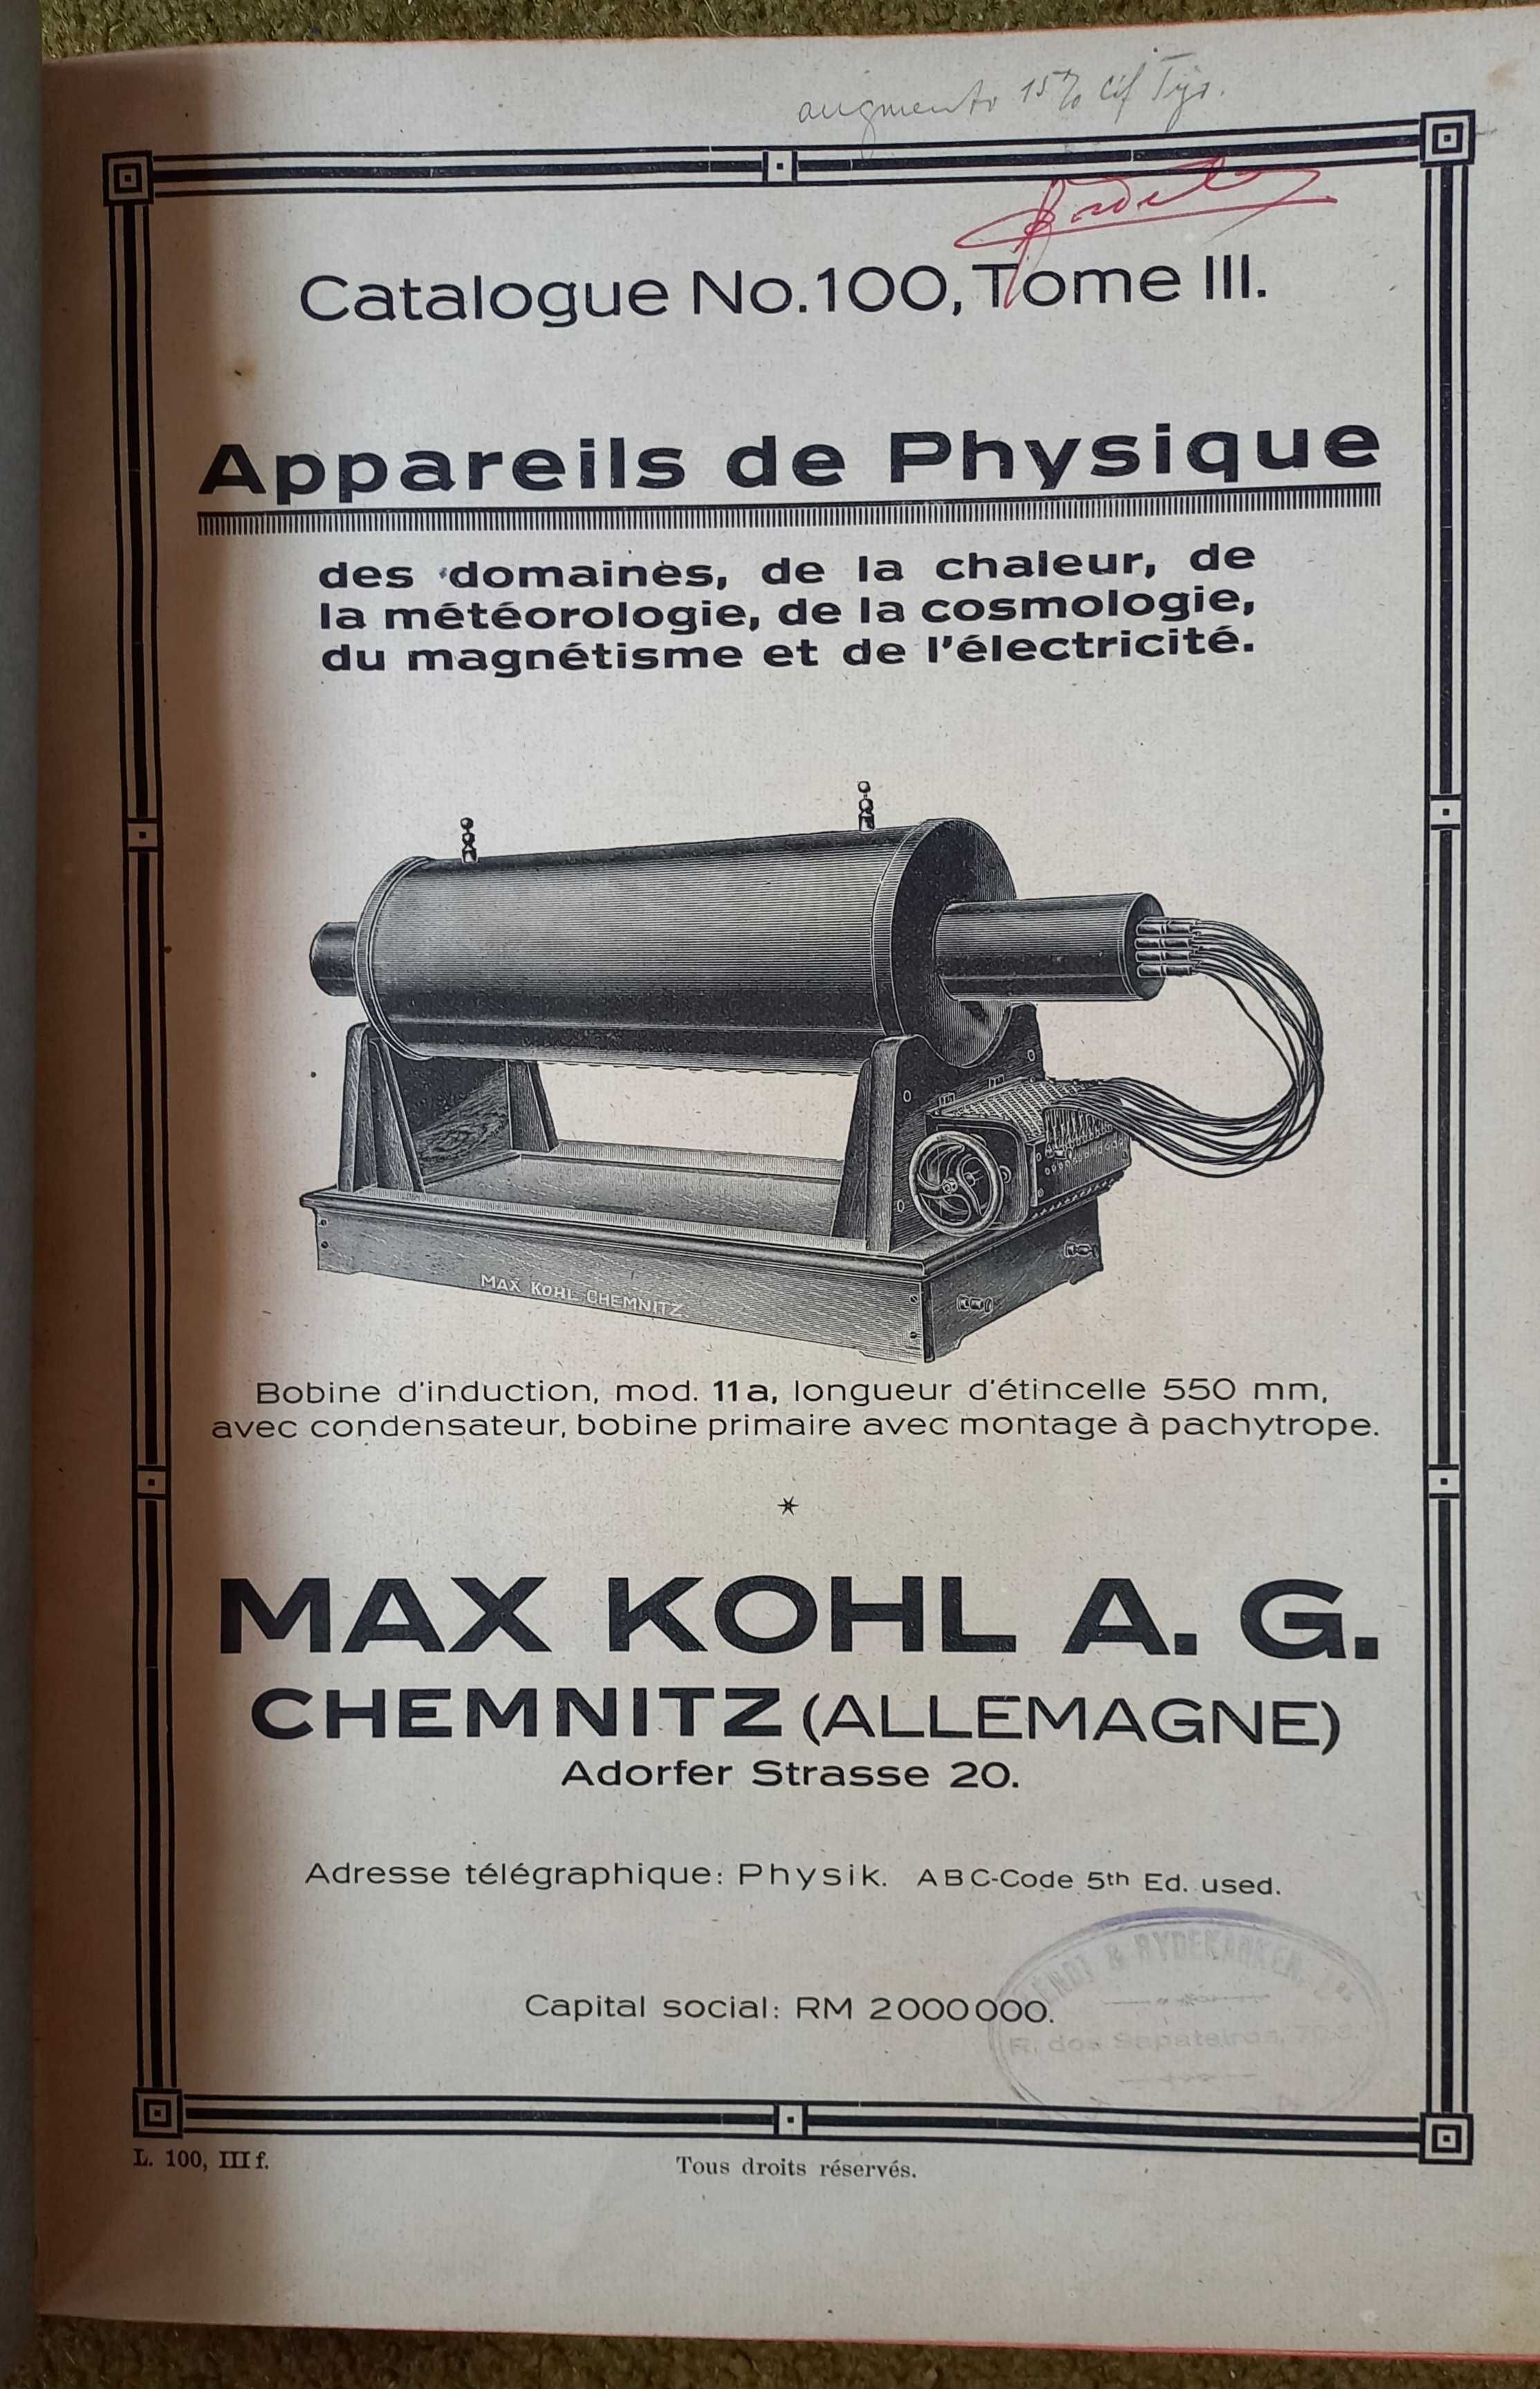 augmento 15% cif
Catalogue No. 100, Tome III.
Appareils de Physique
des domaines, de la chaleur, de
la météorologie, de la cosmologie,
du magnétisme et de l'électricité.
MAX KOHL CHEMNITZ
Bobine d'induction, mod. 11a, longueur d'étincelle 550 mm,
avec condensateur, bobine primaire avec montage à pachytrope.
MAX KOHL A. G.
CHEMNITZ (ALLEMAGNE)
Adorfer Strasse 20.
Adresse télégraphique: Physik. ABC-Code 5th Ed. used.
Capital social: RM 2000000.
R. dos Sapateiros,
L. 100, III f.
Tous droits réservés.